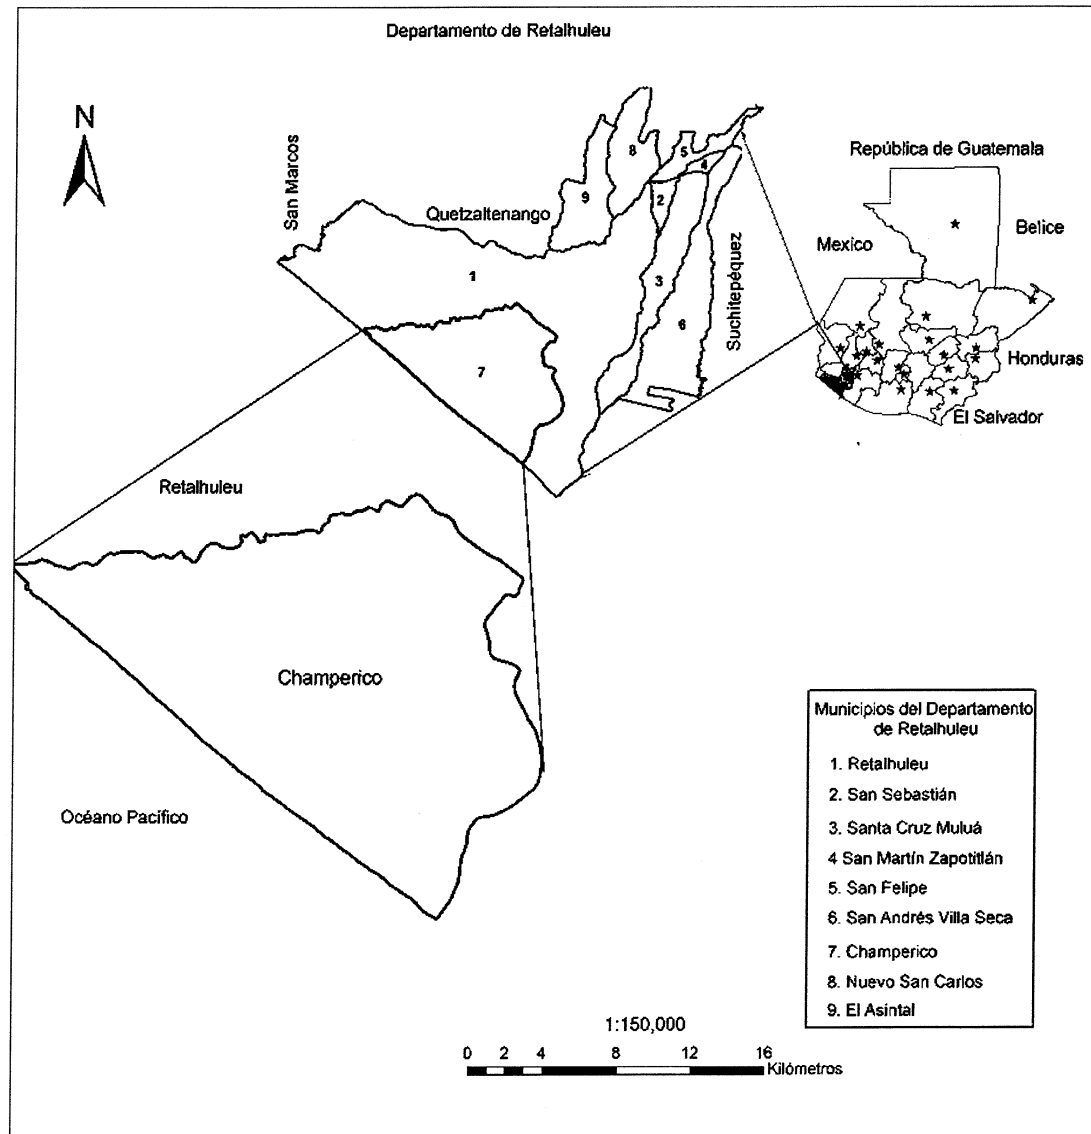 Departamento de Retalhuleu
N
San Marcos
Quetzaltenango
Suchitepéquez
8
5
4
9
2
1
3
6
7
República de Guatemala
Mexico
Belice
Honduras
El Salvador
Retalhuleu
Champerico
Océano Pacífico
Municipios del Departamento
de Retalhuleu
1. Retalhuleu
2. San Sebastián
3. Santa Cruz Muluá
4 San Martín Zapotitlán
5. San Felipe
6. San Andrés Villa Seca
7. Champerico
8. Nuevo San Carlos
9. El Asintal
1:150,000
0 2 4 8 12 16
Kilómetros